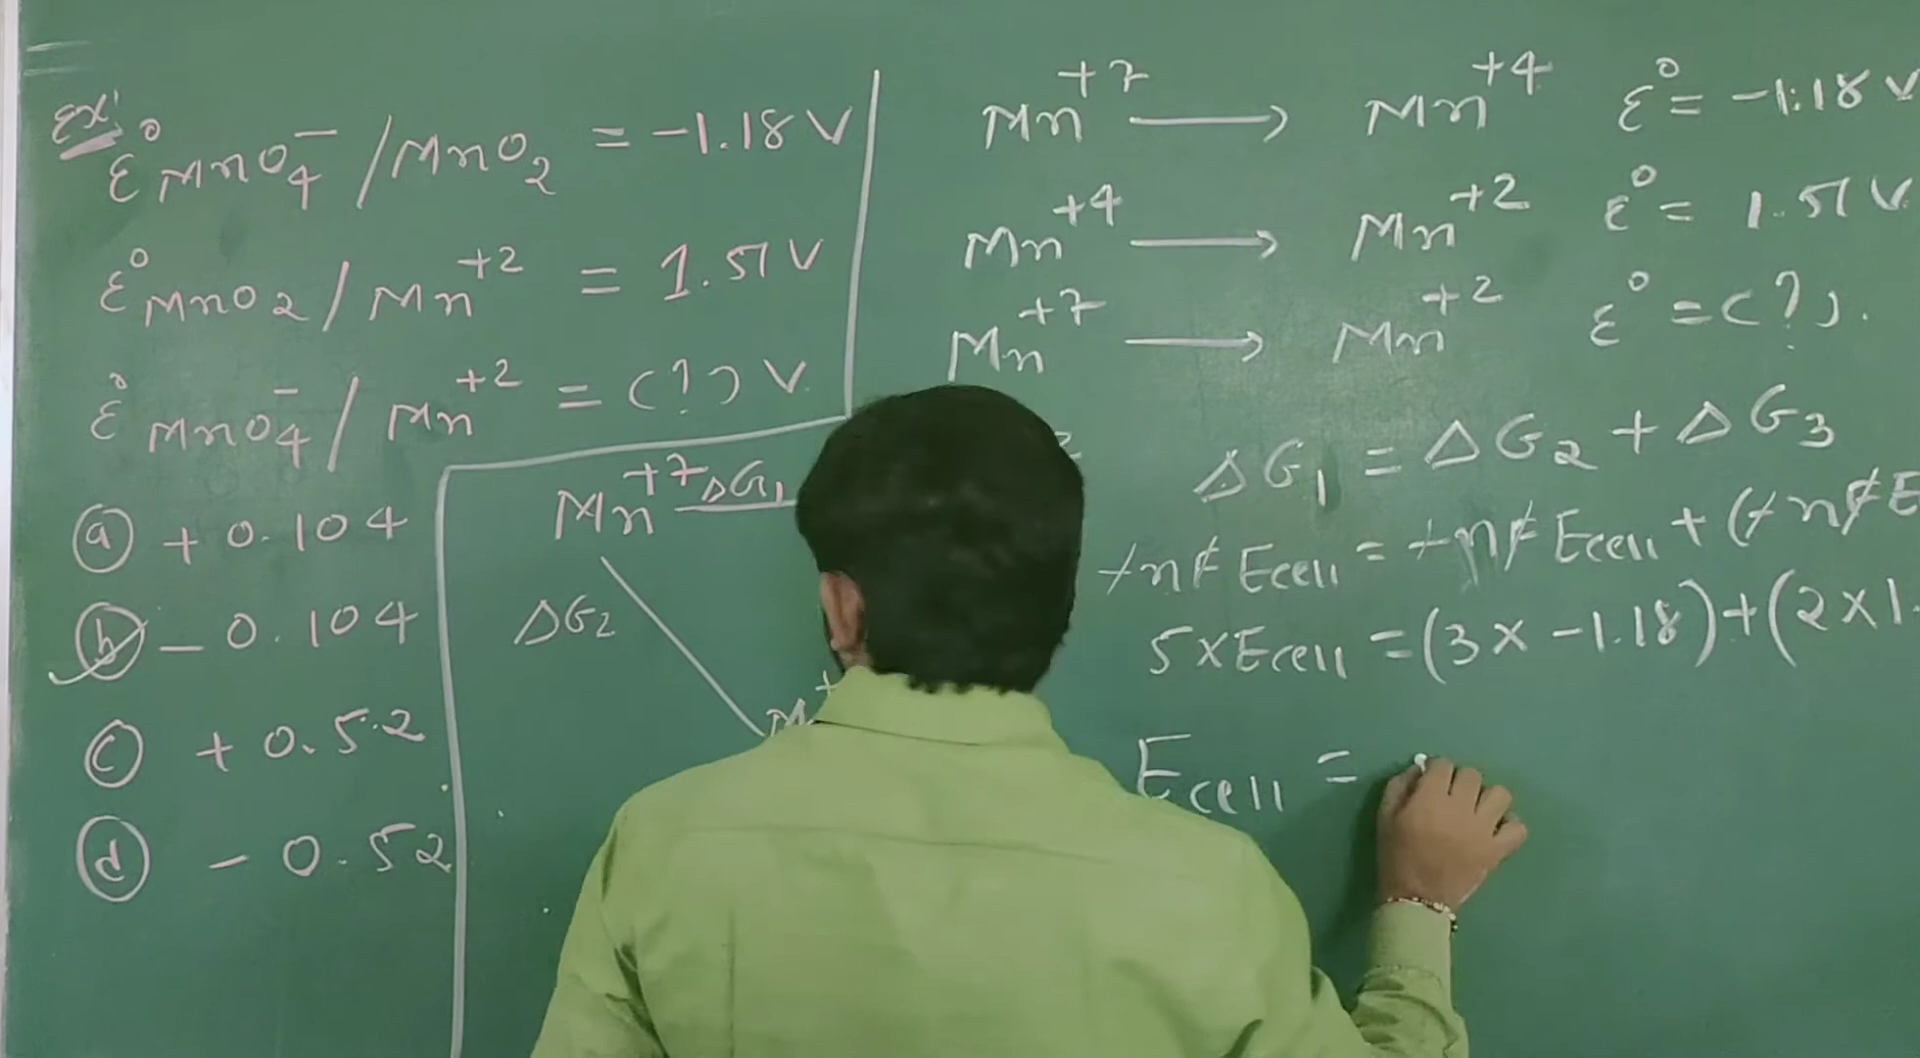 Ex:
ε° MnO₄⁻ / MnO₂ = -1.18 V
ε° MnO₂ / Mn⁺² = 1.51 V
ε° MnO₄⁻ / Mn⁺² = (?) V.
ⓐ + 0.104
ⓑ - 0.104
ⓒ + 0.52
ⓓ - 0.52
Mn⁺⁷ ΔG₁
ΔG₂
Mn⁺⁷ → Mn⁺⁴ ε° = -1.18 V
Mn⁺⁴ → Mn⁺² ε° = 1.51 V
Mn⁺⁷ → Mn⁺² ε° = (?).
ΔG₁ = ΔG₂ + ΔG₃
-nF Ecell = -nF Ecell + (-nF E
5 × Ecell = (3 × -1.18) + (2 × 1.
Ecell =